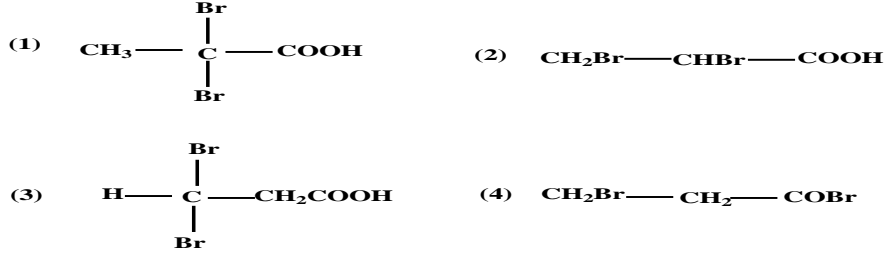 Br
(1) CH₃ C COOH
Br
(2) CH₂Br CHBr COOH
Br
(3) H C CH₂COOH
Br
(4) CH₂Br CH₂ COBr